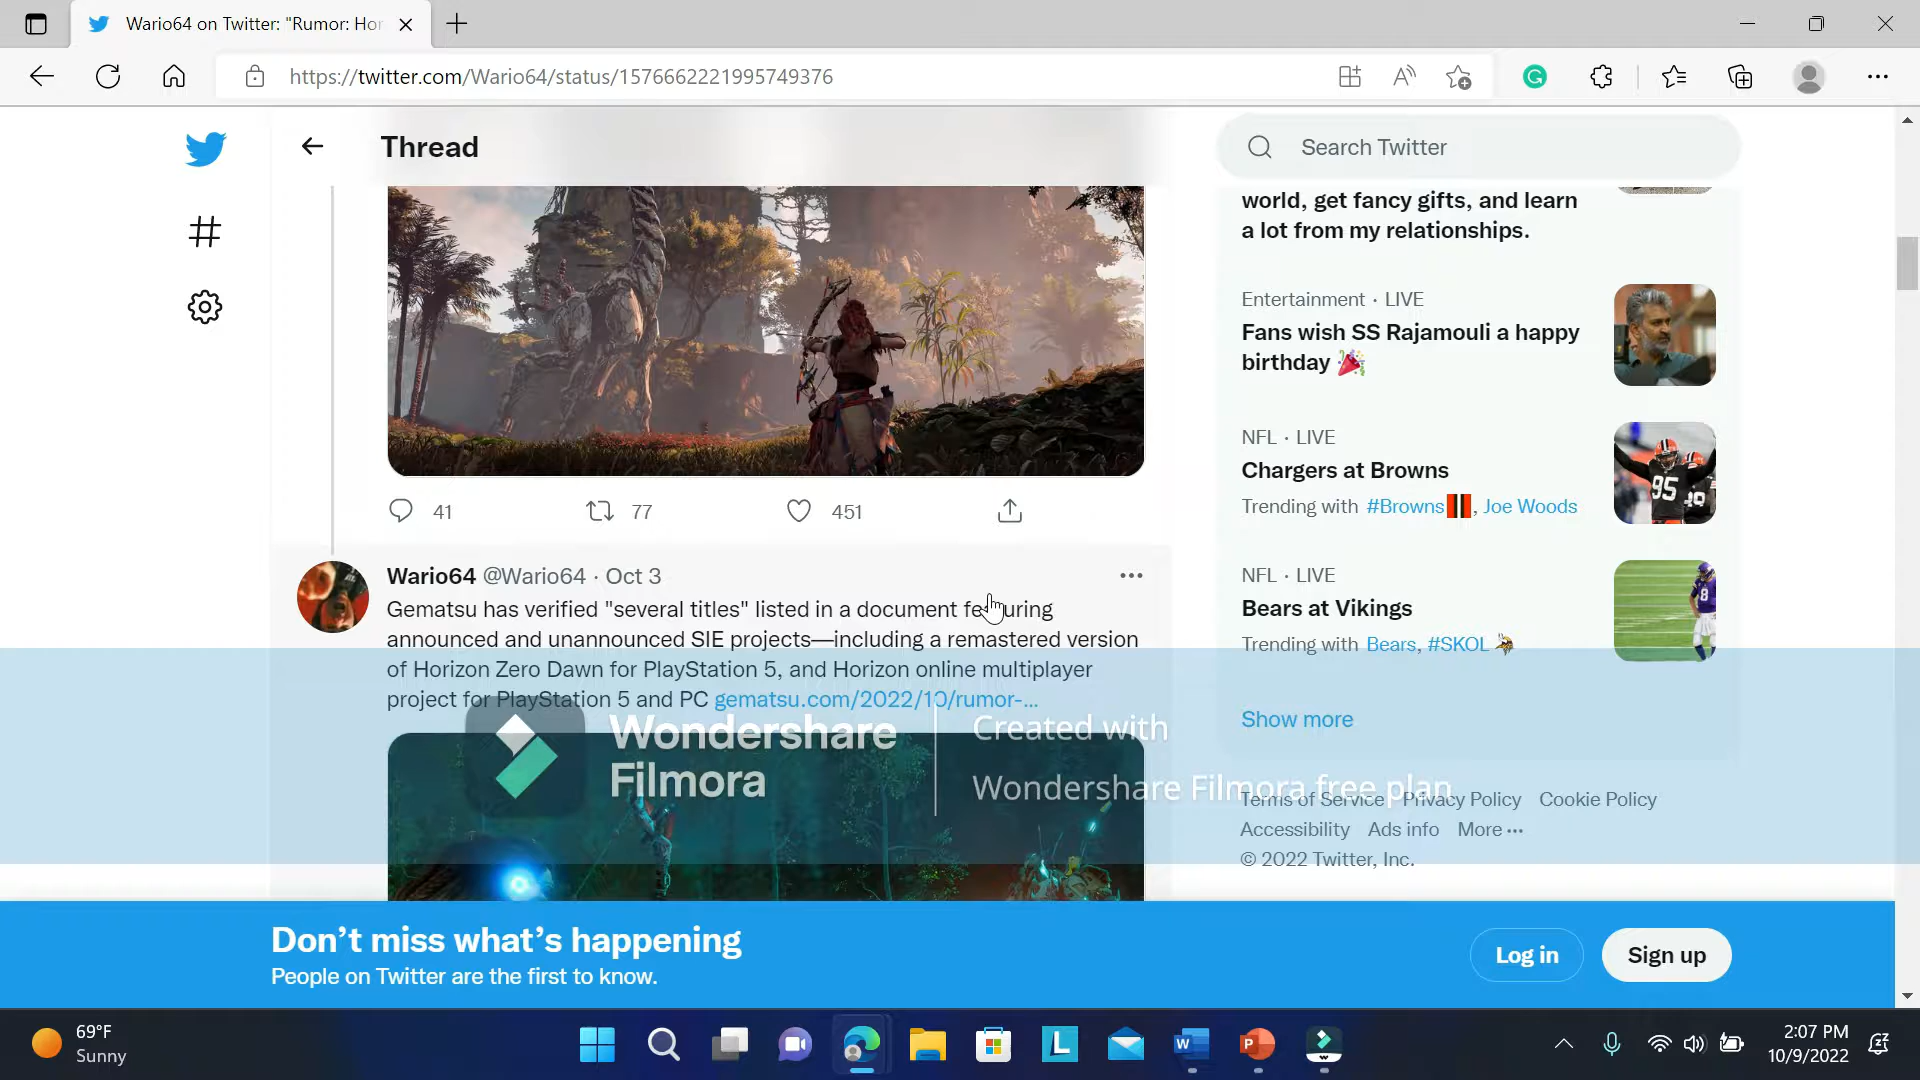 Wario64 on Twitter: "Rumor: Hor
https://twitter.com/Wario64/status/1576662221995749376
Thread
Search Twitter
world, get fancy gifts, and learn
a lot from my relationships.
Entertainment · LIVE
Fans wish SS Rajamouli a happy
birthday 🎉
NFL · LIVE
Chargers at Browns
Trending with #Browns, Joe Woods
NFL · LIVE
Bears at Vikings
Trending with Bears, #SKOL
Show more
Terms of Service Privacy Policy Cookie Policy
Accessibility Ads info More ···
© 2022 Twitter, Inc.
41 77 451
Wario64 @Wario64 · Oct 3
Gematsu has verified "several titles" listed in a document featuring
announced and unannounced SIE projects—including a remastered version
of Horizon Zero Dawn for PlayStation 5, and Horizon online multiplayer
project for PlayStation 5 and PC gematsu.com/2022/10/rumor-...
Wondershare
Filmora
Created with
Wondershare Filmora free plan
Don't miss what's happening
People on Twitter are the first to know.
Log in
Sign up
69°F
Sunny
2:07 PM
10/9/2022